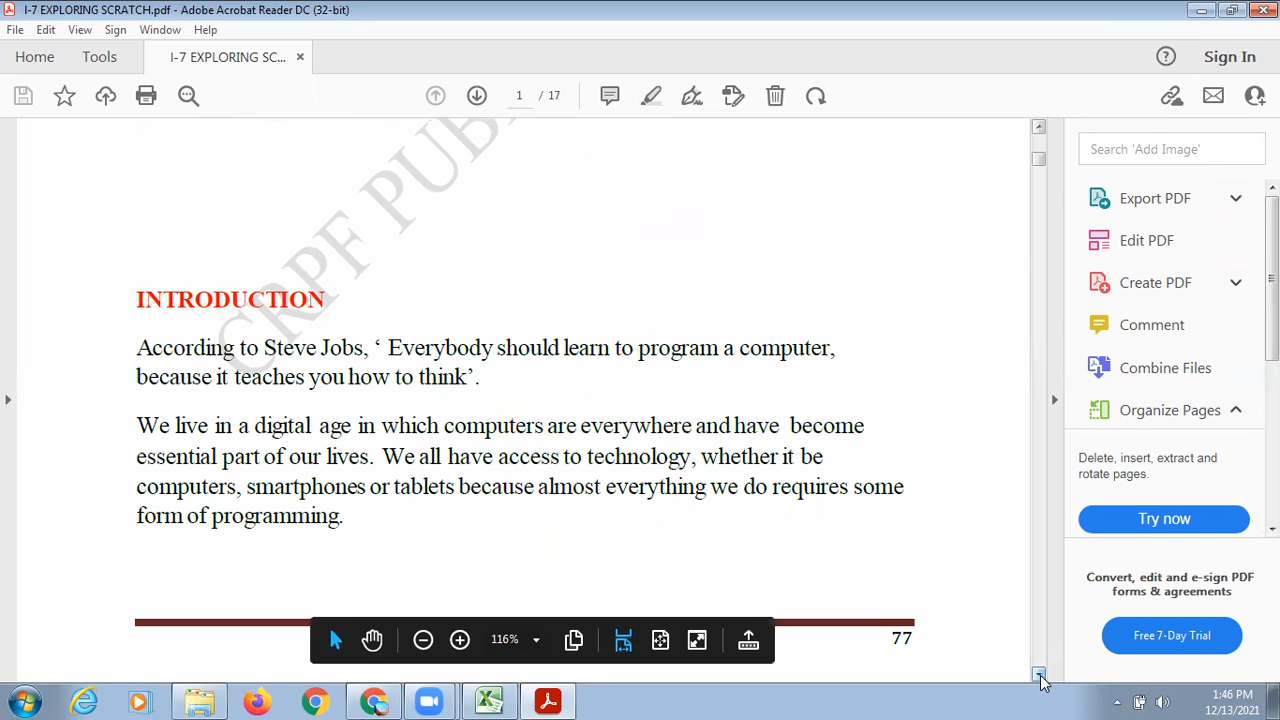 I-7 EXPLORING SCRATCH.pdf - Adobe Acrobat Reader DC (32-bit)
File Edit View Sign Window Help
Home Tools I-7 EXPLORING SC... Sign In
1 / 17
CRPF PUB
Search 'Add Image'
Export PDF
Edit PDF
Create PDF
Comment
Combine Files
Organize Pages
Delete, insert, extract and
rotate pages.
Try now
Convert, edit and e-sign PDF
forms & agreements
Free 7-Day Trial
INTRODUCTION
According to Steve Jobs, ‘ Everybody should learn to program a computer,
because it teaches you how to think’.
We live in a digital age in which computers are everywhere and have become
essential part of our lives. We all have access to technology, whether it be
computers, smartphones or tablets because almost everything we do requires some
form of programming.
77
116%
1:46 PM
12/13/2021